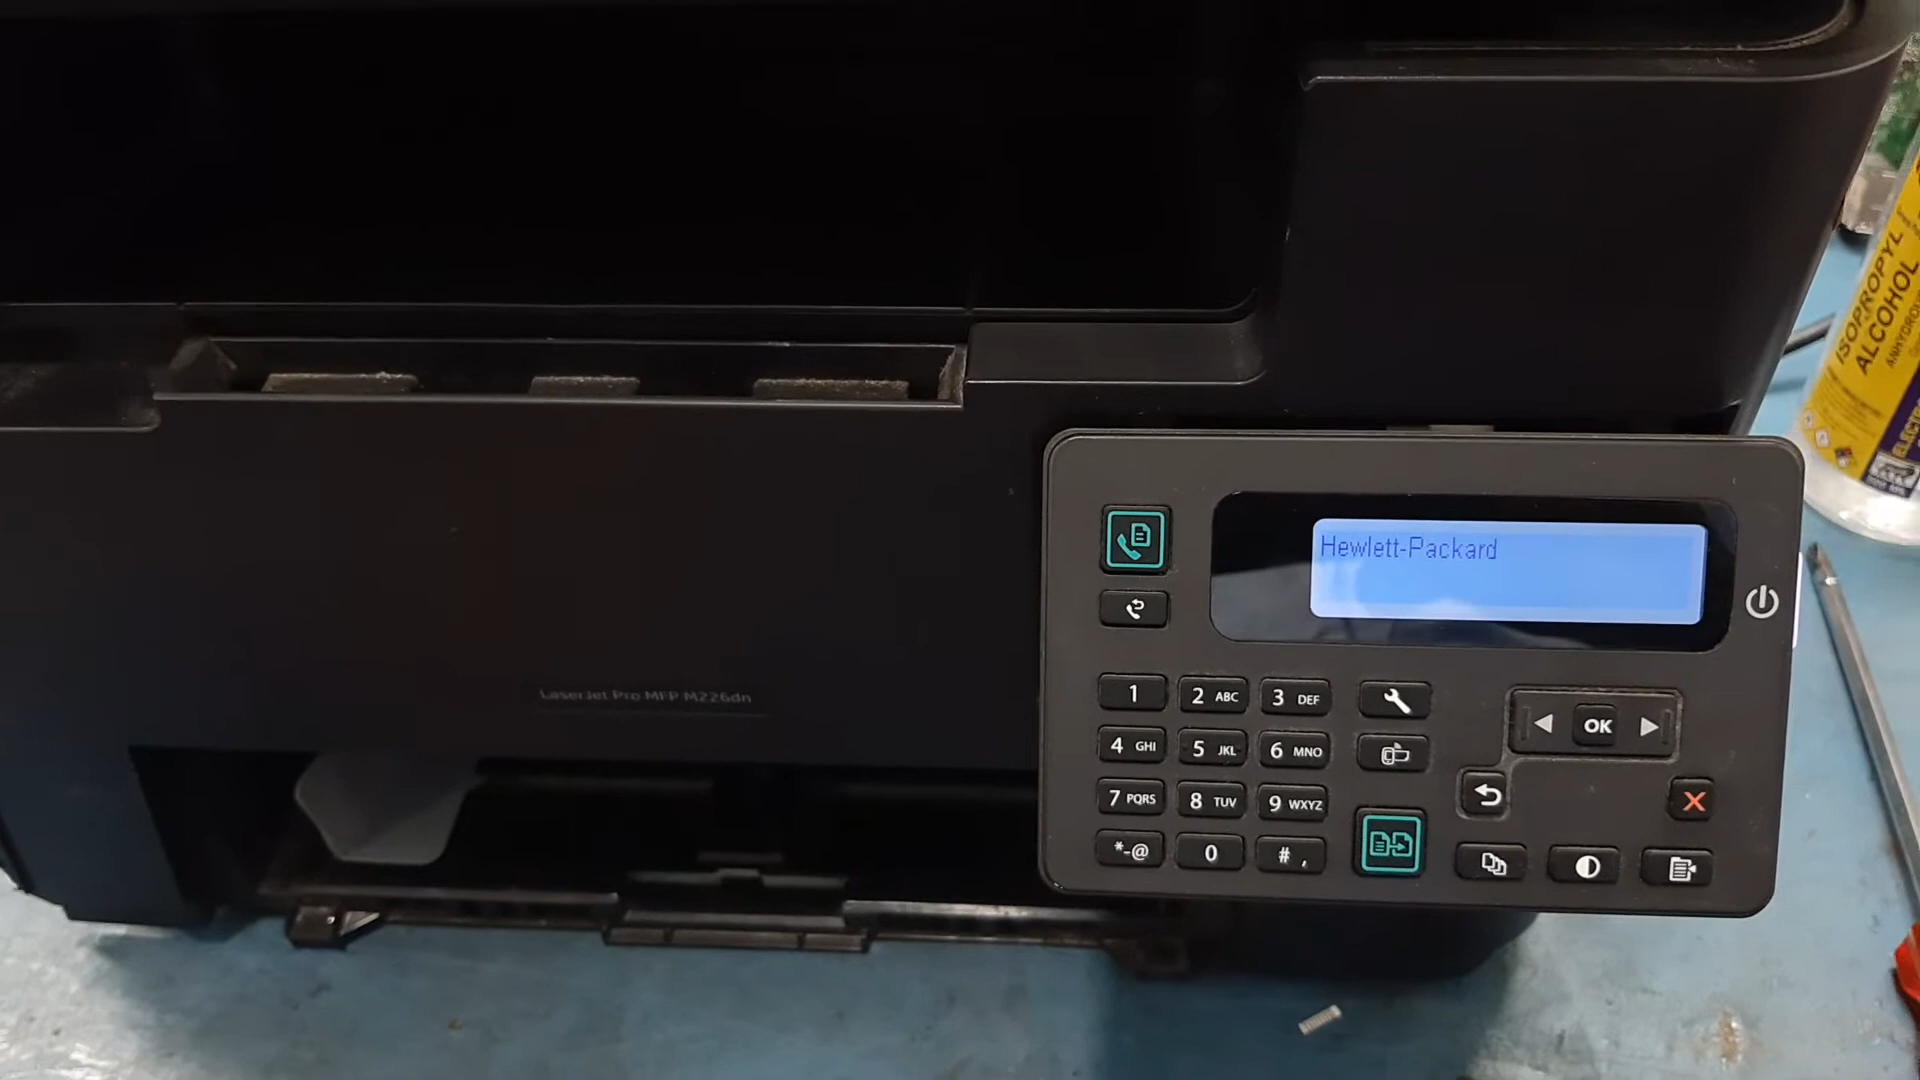 Hewlett-Packard
LaserJet Pro MFP M226dn
1
2 ABC
3 DEF
4 GHI
5 JKL
6 MNO
OK
7 PQRS
8 TUV
9 WXYZ
*-@
0
# ,
ISOPROPYL
ALCOHOL